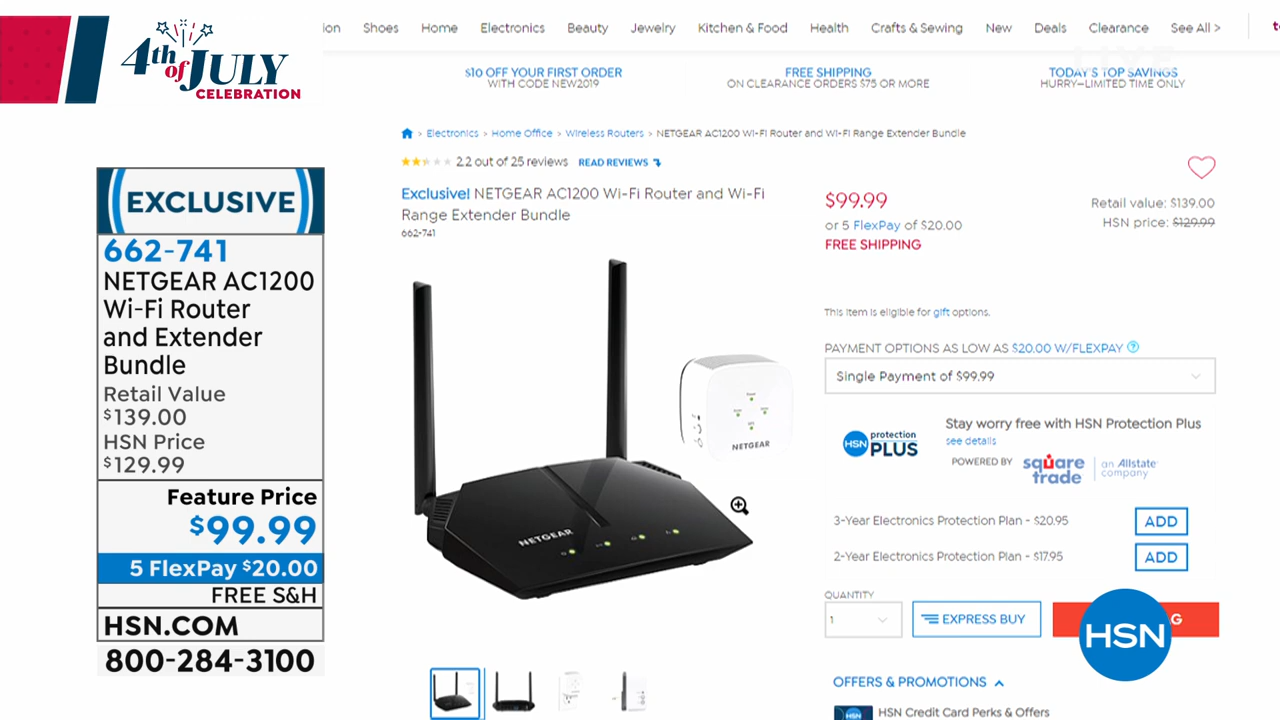 4th of JULY
CELEBRATION
ion Shoes Home Electronics Beauty Jewelry Kitchen & Food Health Crafts & Sewing New Deals Clearance See All >
LIVE
$10 OFF YOUR FIRST ORDER
WITH CODE NEW2019
FREE SHIPPING
ON CLEARANCE ORDERS $75 OR MORE
TODAY'S TOP SAVINGS
HURRY—LIMITED TIME ONLY
> Electronics > Home Office > Wireless Routers > NETGEAR AC1200 Wi-Fi Router and Wi-Fi Range Extender Bundle
2.2 out of 25 reviews READ REVIEWS
Exclusive! NETGEAR AC1200 Wi-Fi Router and Wi-Fi
Range Extender Bundle
662-741
EXCLUSIVE
662-741
NETGEAR AC1200
Wi-Fi Router
and Extender
Bundle
Retail Value
$139.00
HSN Price
$129.99
Feature Price
$99.99
5 FlexPay $20.00
FREE S&H
HSN.COM
800-284-3100
NETGEAR
NETGEAR
$99.99
or 5 FlexPay of $20.00
FREE SHIPPING
Retail value: $139.00
HSN price: $129.99
This item is eligible for gift options.
PAYMENT OPTIONS AS LOW AS $20.00 W/FLEXPAY ?
Single Payment of $99.99
HSN protection PLUS
Stay worry free with HSN Protection Plus
see details
POWERED BY square trade an Allstate company
3-Year Electronics Protection Plan - $20.95 ADD
2-Year Electronics Protection Plan - $17.95 ADD
QUANTITY
1
EXPRESS BUY
G
HSN
OFFERS & PROMOTIONS
HSN
HSN Credit Card Perks & Offers